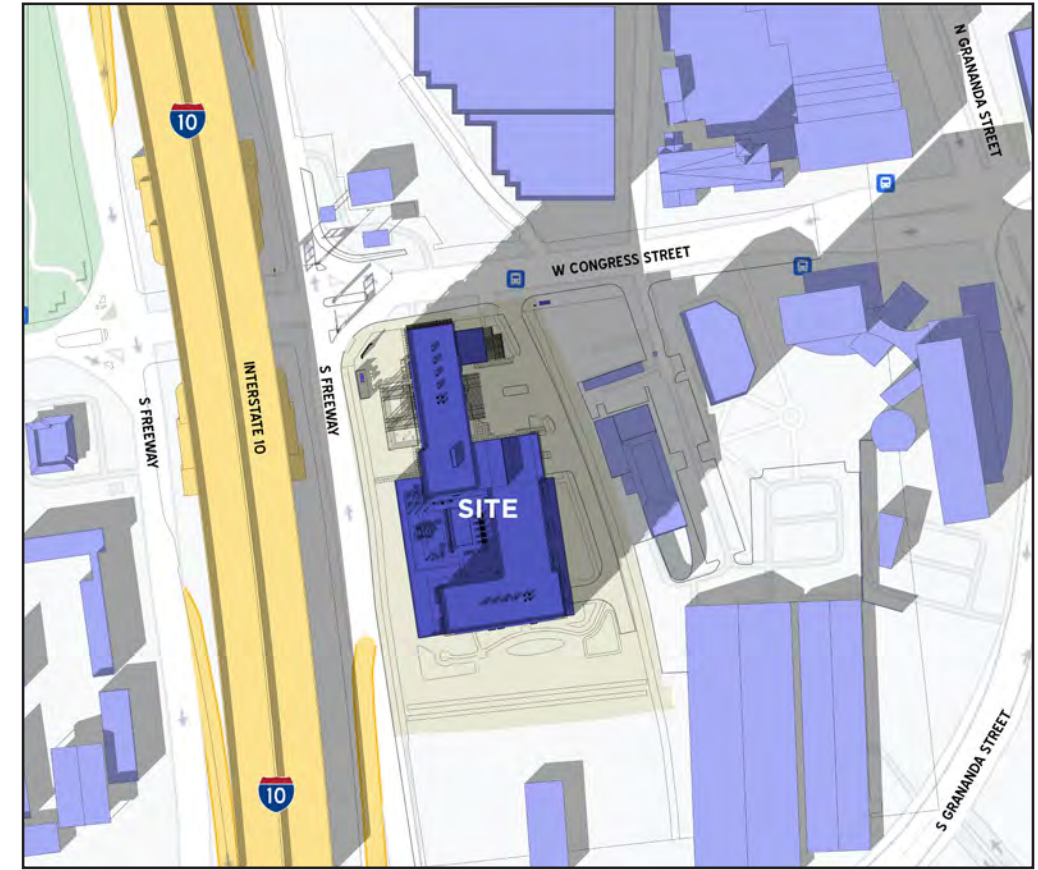 N GRANANDA STREET
10
W CONGRESS STREET
INTERSTATE 10
S FREEWAY
S FREEWAY
SITE
10
S GRANANDA STREET